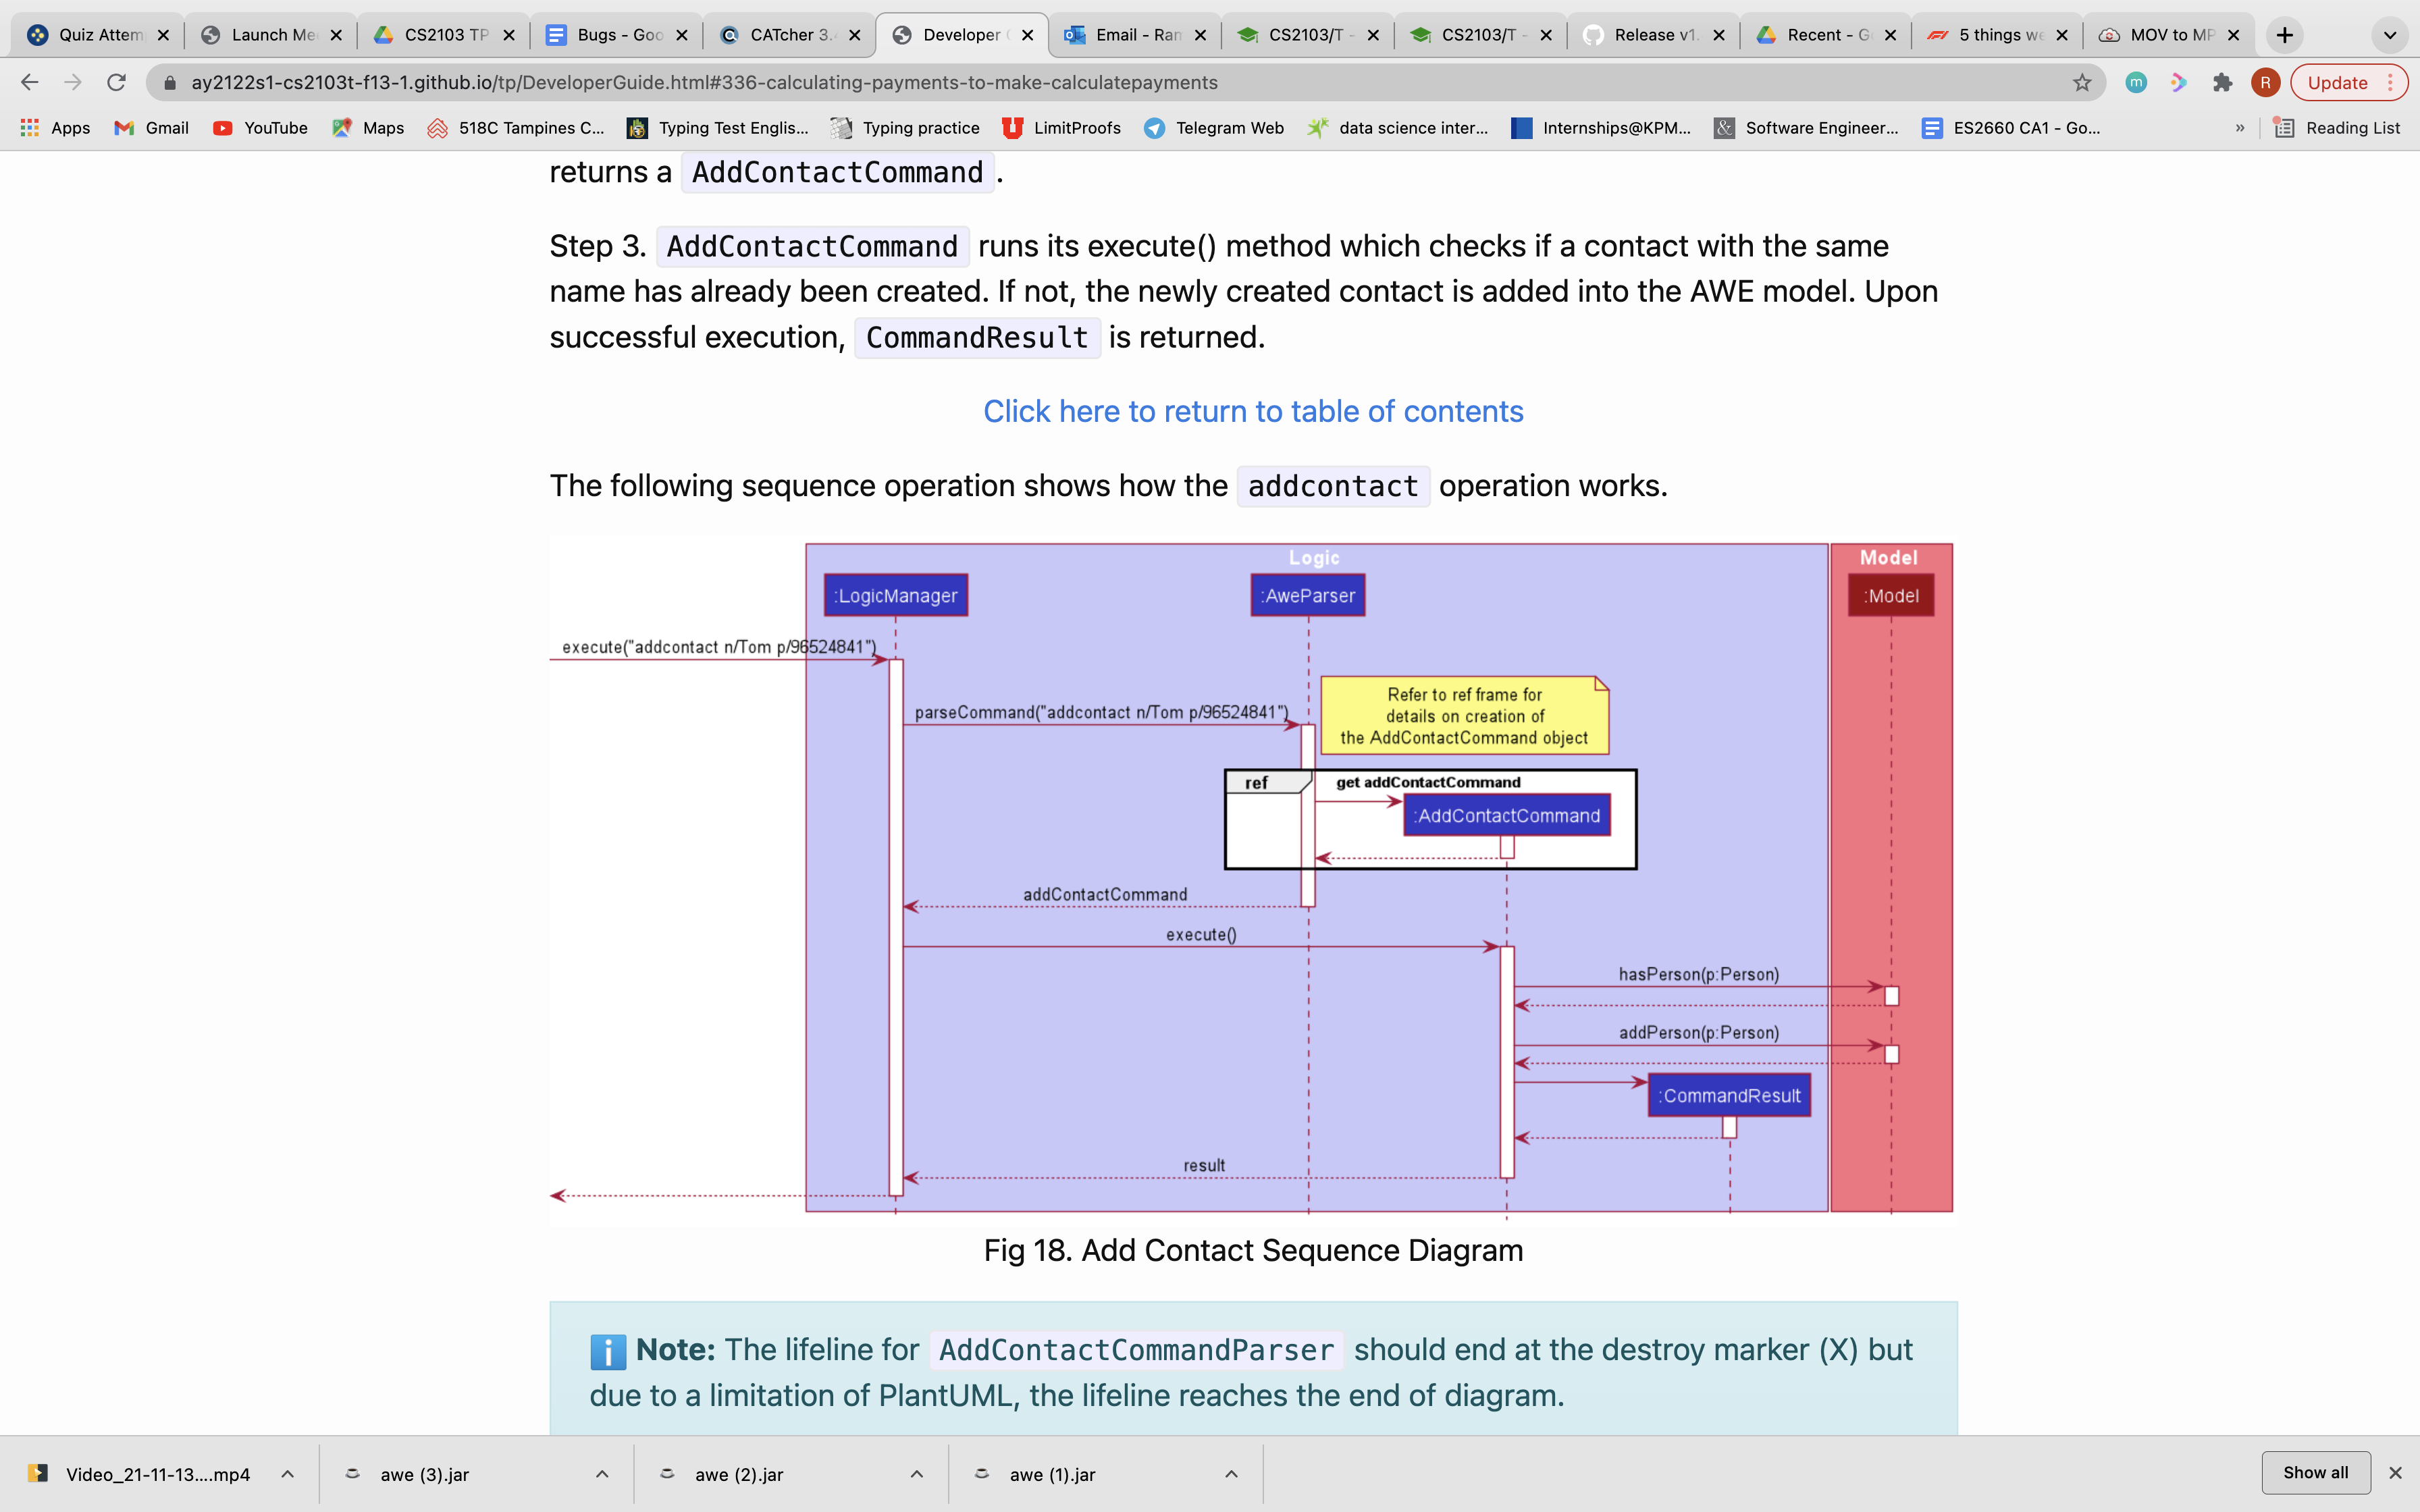 Quiz Attem
Launch Me
CS2103 TP
Bugs - Goo
CATcher 3.
Developer
Email - Ram
CS2103/T -
CS2103/T -
Release v1.
Recent - G
5 things we
MOV to MP
ay2122s1-cs2103t-f13-1.github.io/tp/DeveloperGuide.html#336-calculating-payments-to-make-calculatepayments
m
R
Update
Apps
Gmail
YouTube
Maps
518C Tampines C...
Typing Test Englis...
Typing practice
LimitProofs
Telegram Web
data science inter...
Internships@KPM...
Software Engineer...
ES2660 CA1 - Go...
»
Reading List
returns a AddContactCommand .
Step 3. AddContactCommand runs its execute() method which checks if a contact with the same
name has already been created. If not, the newly created contact is added into the AWE model. Upon
successful execution, CommandResult is returned.
Click here to return to table of contents
The following sequence operation shows how the addcontact operation works.
Logic
Model
:LogicManager
:AweParser
:Model
execute("addcontact n/Tom p/96524841")
parseCommand("addcontact n/Tom p/96524841")
Refer to ref frame for
details on creation of
the AddContactCommand object
ref
get addContactCommand
:AddContactCommand
addContactCommand
execute()
hasPerson(p:Person)
addPerson(p:Person)
:CommandResult
result
Fig 18. Add Contact Sequence Diagram
i Note: The lifeline for AddContactCommandParser should end at the destroy marker (X) but
due to a limitation of PlantUML, the lifeline reaches the end of diagram.
Video_21-11-13....mp4
awe (3).jar
awe (2).jar
awe (1).jar
Show all